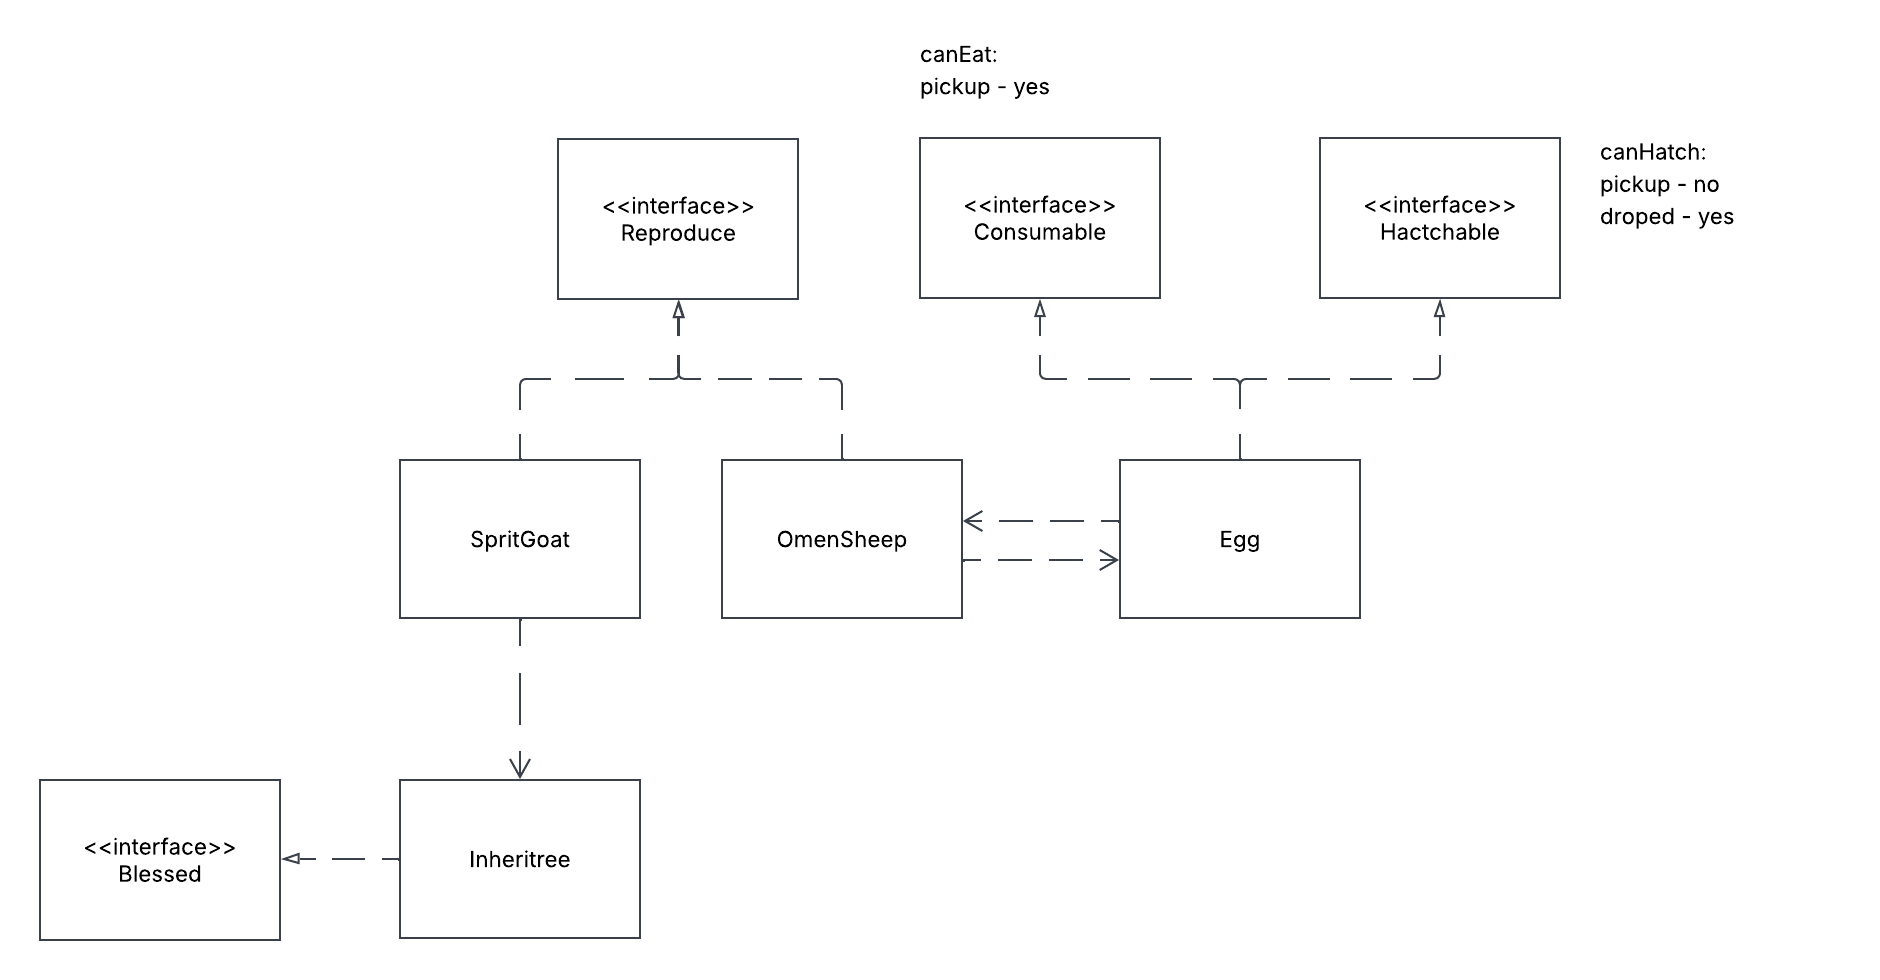 canEat:
pickup - yes
<<interface>>
Reproduce
<<interface>>
Consumable
<<interface>>
Hactchable
canHatch:
pickup - no
droped - yes
SpritGoat
OmenSheep
Egg
<<interface>>
Blessed
Inheritree